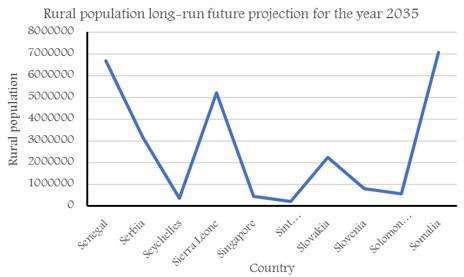 Rural population long-run future projection for the year 2035
8000000
7000000
6000000
5000000
4000000
3000000
2000000
1000000
0
Rural population
Senegal
Serbia
Seychelles
Sierra Leone
Singapore
Sint...
Slovakia
Slovenia
Solomon...
Somalia
Country